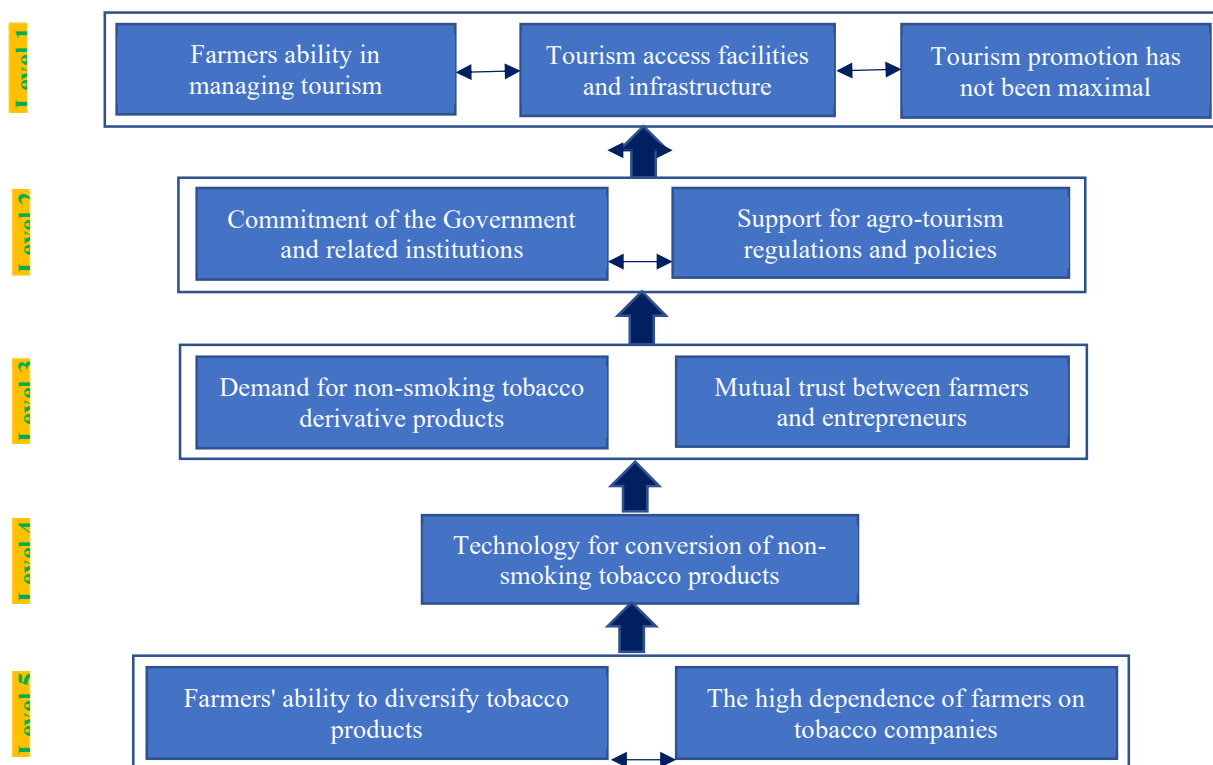 Level 1
Farmers ability in
managing tourism
Tourism access facilities
and infrastructure
Tourism promotion has
not been maximal
Level 2
Commitment of the Government
and related institutions
Support for agro-tourism
regulations and policies
Level 3
Demand for non-smoking tobacco
derivative products
Mutual trust between farmers
and entrepreneurs
Level 4
Technology for conversion of non-
smoking tobacco products
Level 5
Farmers' ability to diversify tobacco
products
The high dependence of farmers on
tobacco companies